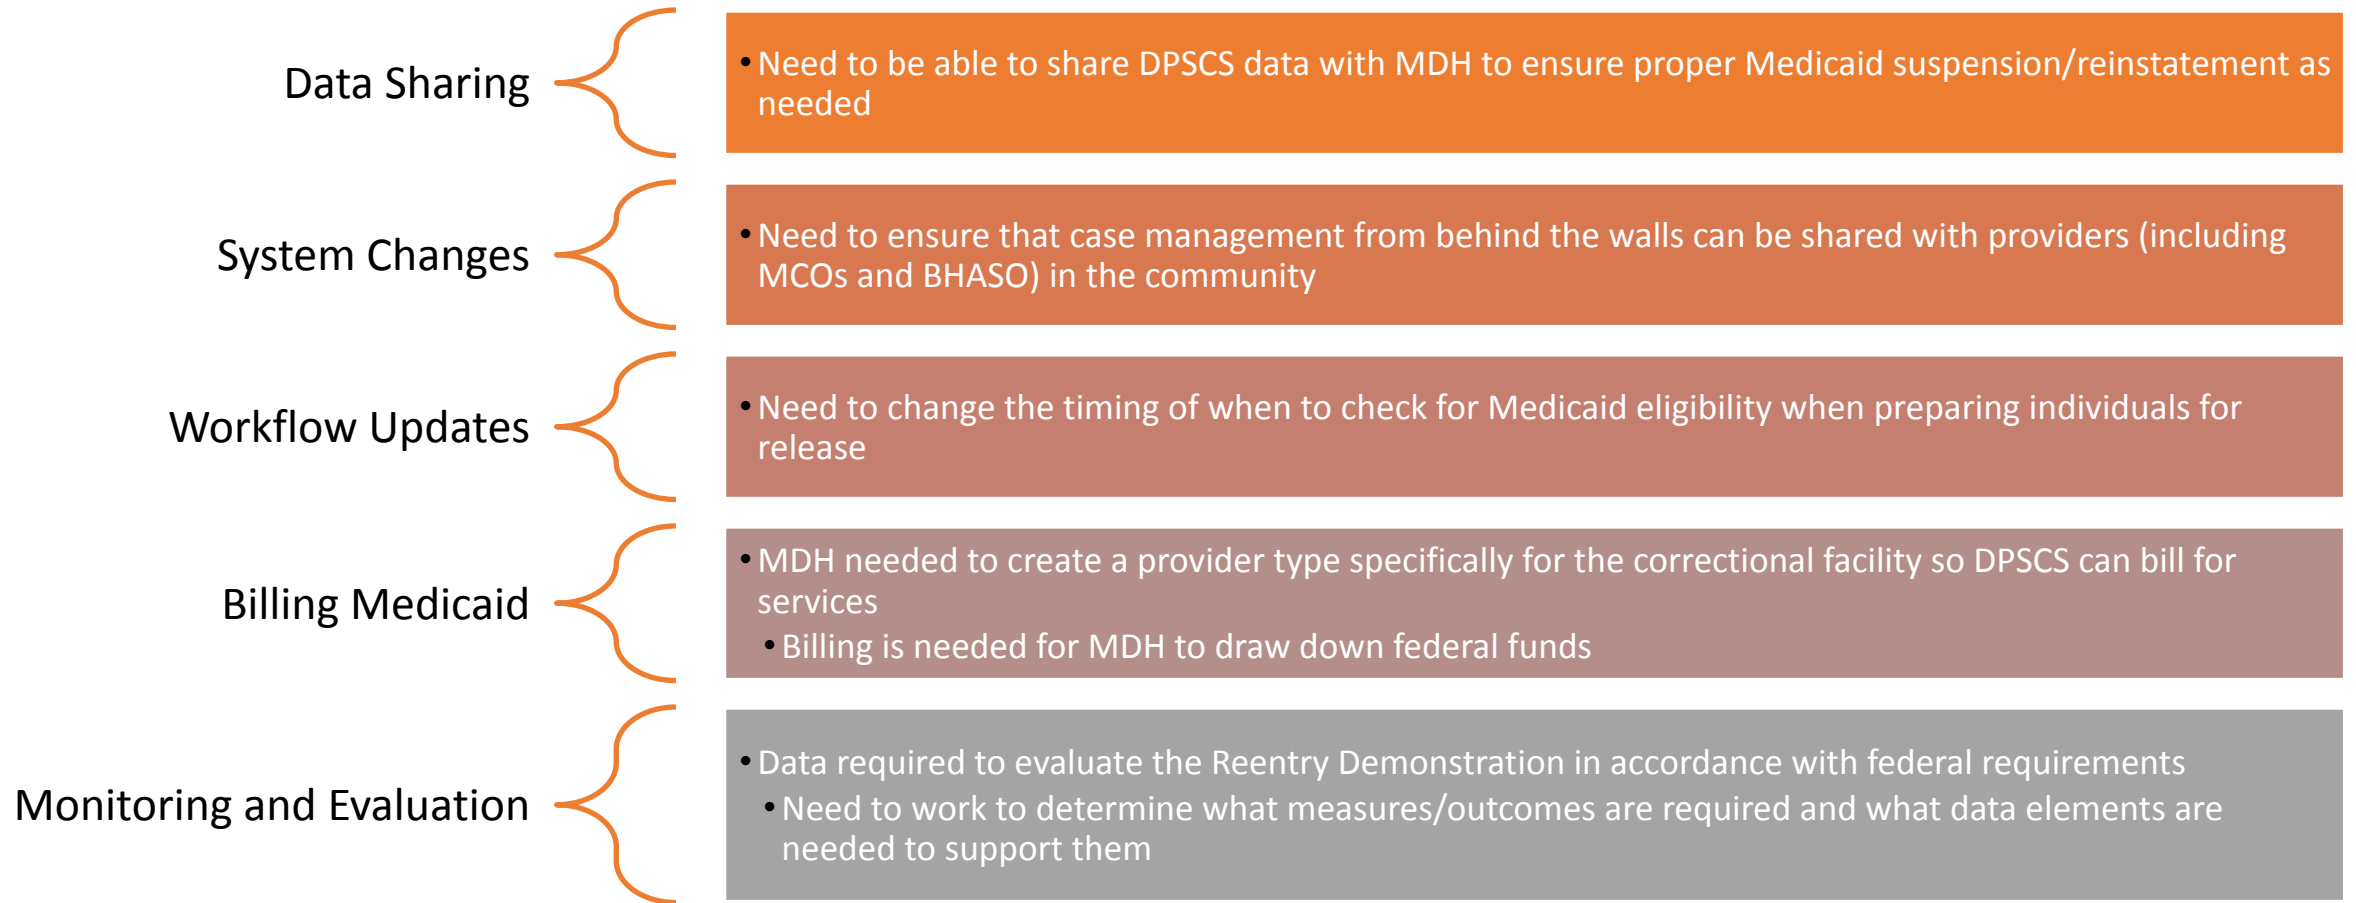 Data Sharing
• Need to be able to share DPSCS data with MDH to ensure proper Medicaid suspension/reinstatement as
needed
System Changes
• Need to ensure that case management from behind the walls can be shared with providers (including
MCOs and BHASO) in the community
Workflow Updates
• Need to change the timing of when to check for Medicaid eligibility when preparing individuals for
release
Billing Medicaid
• MDH needed to create a provider type specifically for the correctional facility so DPSCS can bill for
services
• Billing is needed for MDH to draw down federal funds
Monitoring and Evaluation
• Data required to evaluate the Reentry Demonstration in accordance with federal requirements
• Need to work to determine what measures/outcomes are required and what data elements are
needed to support them